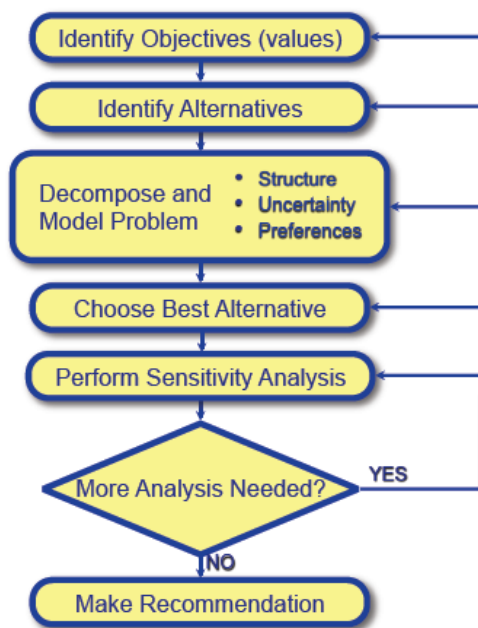 Identify Objectives (values)
Identify Alternatives
Decompose and
Model Problem
• Structure
• Uncertainty
• Preferences
Choose Best Alternative
Perform Sensitivity Analysis
More Analysis Needed?
YES
NO
Make Recommendation